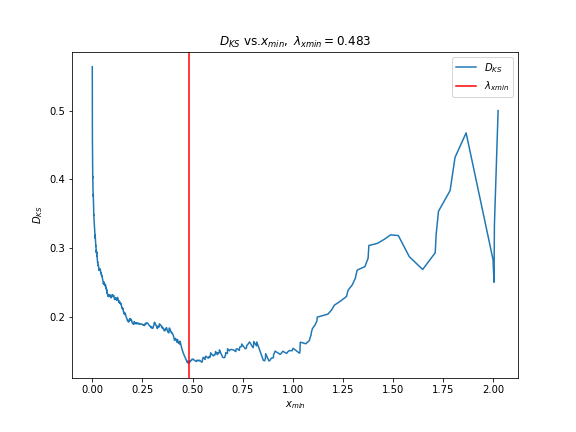 D_KS vs.x_min, λ_xmin = 0.483
D_KS
λ_xmin
0.5
0.4
0.3
0.2
D_KS
0.00 0.25 0.50 0.75 1.00 1.25 1.50 1.75 2.00
x_min